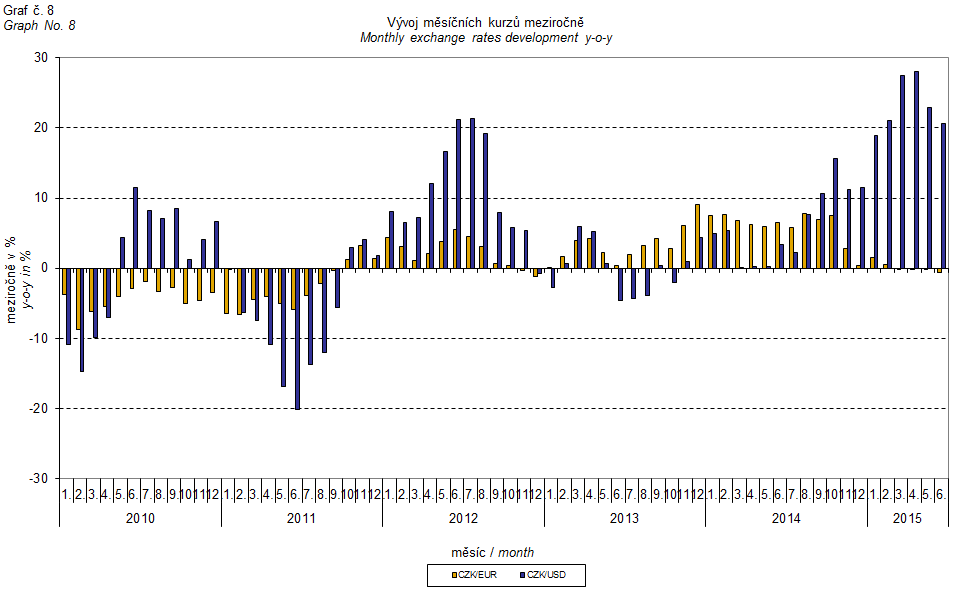 Graf č. 8
Graph No. 8
Vývoj měsíčních kurzů meziročně
Monthly exchange rates development y-o-y
meziročně v %
y-o-y in %
30
20
10
0
-10
-20
-30
1. 2. 3. 4. 5. 6. 7. 8. 9. 10 11 12 1. 2. 3. 4. 5. 6. 7. 8. 9. 10 11 12 1. 2. 3. 4. 5. 6. 7. 8. 9. 10 11 12 1. 2. 3. 4. 5. 6. 7. 8. 9. 10 11 12 1. 2. 3. 4. 5. 6. 7. 8. 9. 10 11 12 1. 2. 3. 4. 5. 6.
2010 2011 2012 2013 2014 2015
měsíc / month
CZK/EUR CZK/USD